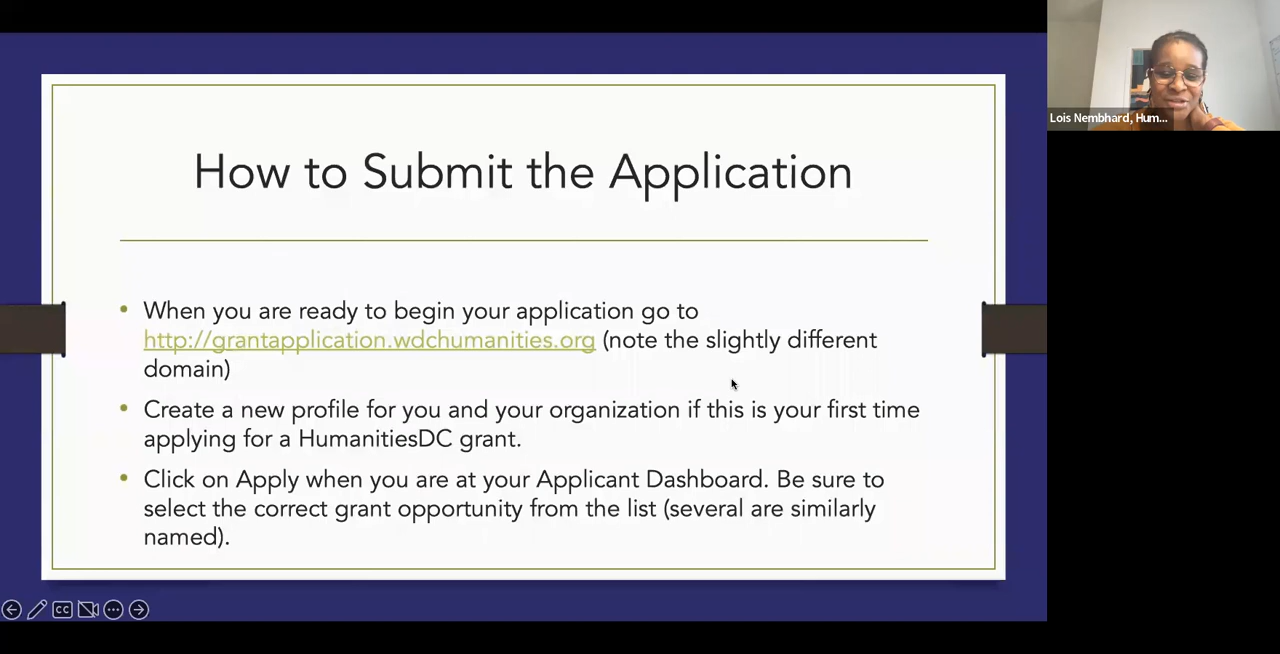 How to Submit the Application
• When you are ready to begin your application go to
http://grantapplication.wdchumanities.org (note the slightly different
domain)
• Create a new profile for you and your organization if this is your first time
applying for a HumanitiesDC grant.
• Click on Apply when you are at your Applicant Dashboard. Be sure to
select the correct grant opportunity from the list (several are similarly
named).
Lois Nembhard, Hum...
CC